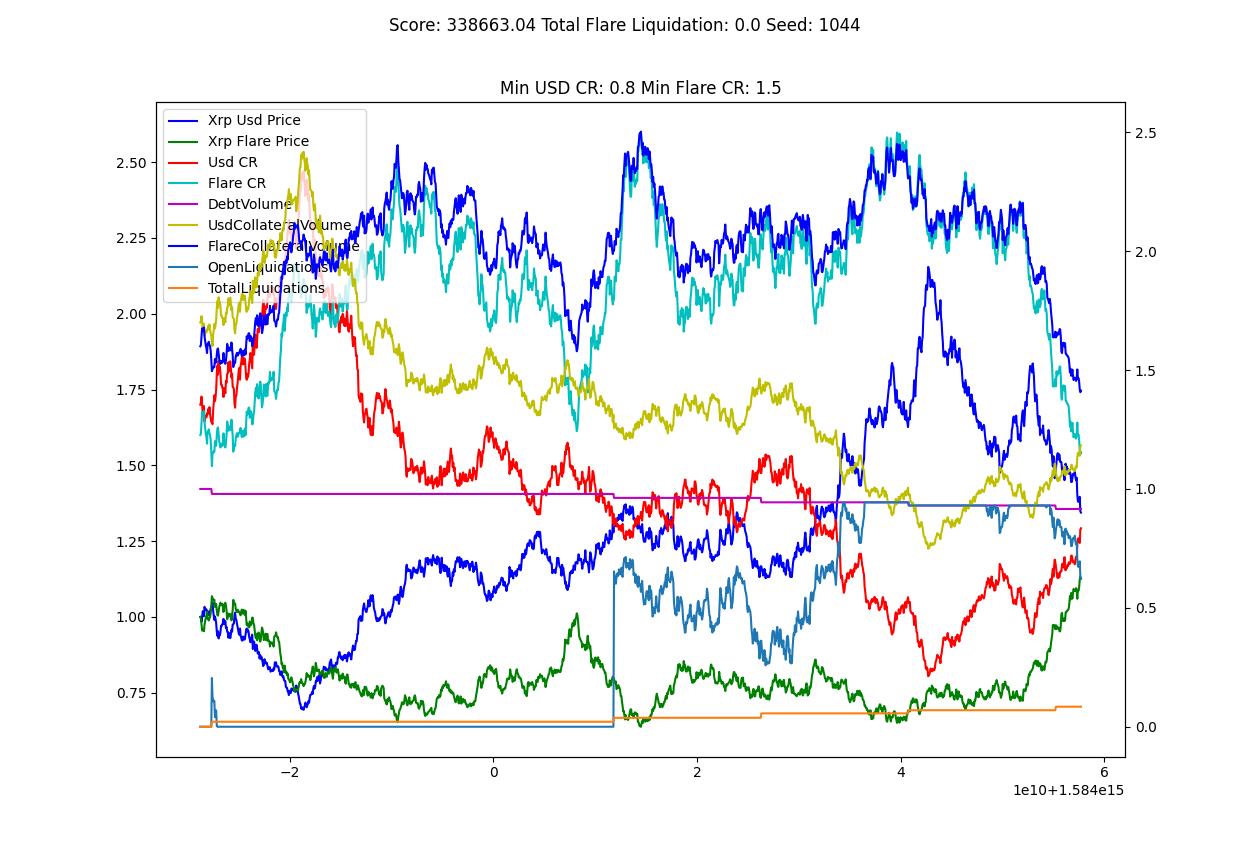 Score: 338663.04 Total Flare Liquidation: 0.0 Seed: 1044
Min USD CR: 0.8 Min Flare CR: 1.5
Xrp Usd Price
Xrp Flare Price
Usd CR
Flare CR
DebtVolume
UsdCollateralVolume
FlareCollateralVolume
OpenLiquidations
TotalLiquidations
2.50
2.25
2.00
1.75
1.50
1.25
1.00
0.75
2.5
2.0
1.5
1.0
0.5
0.0
−2
0
2
4
6
1e10+1.584e15